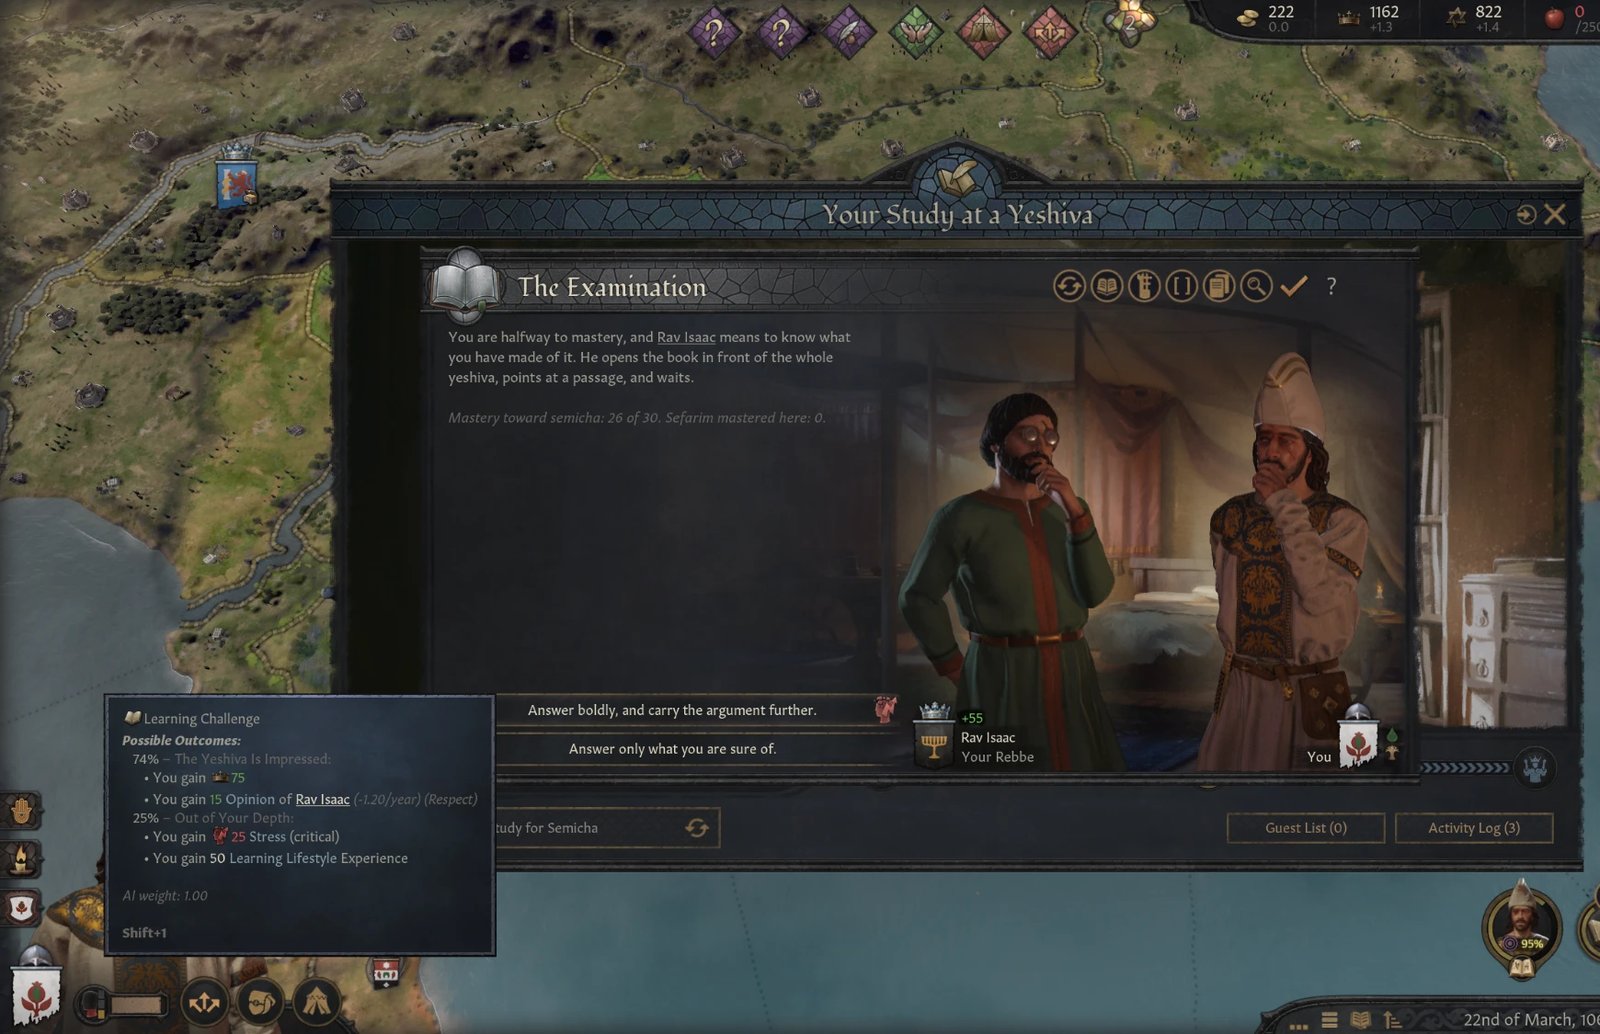 222
0.0
1162
+1.3
822
+1.4
0
2
Your Study at a Yeshiva
The Examination
?
You are halfway to mastery, and Rav Isaac means to know what
you have made of it. He opens the book in front of the whole
yeshiva, points at a passage, and waits.
Mastery toward semicha: 26 of 30. Sefarim mastered here: 0.
Answer boldly, and carry the argument further.
Answer only what you are sure of.
+55
Rav Isaac
Your Rebbe
You
Learning Challenge
Possible Outcomes:
74% – The Yeshiva Is Impressed:
• You gain 75
• You gain 15 Opinion of Rav Isaac (-1.20/year) (Respect)
25% – Out of Your Depth:
• You gain 25 Stress (critical)
• You gain 50 Learning Lifestyle Experience
AI weight: 1.00
Shift+1
tudy for Semicha
Guest List (0)
Activity Log (3)
95%
22nd of March,